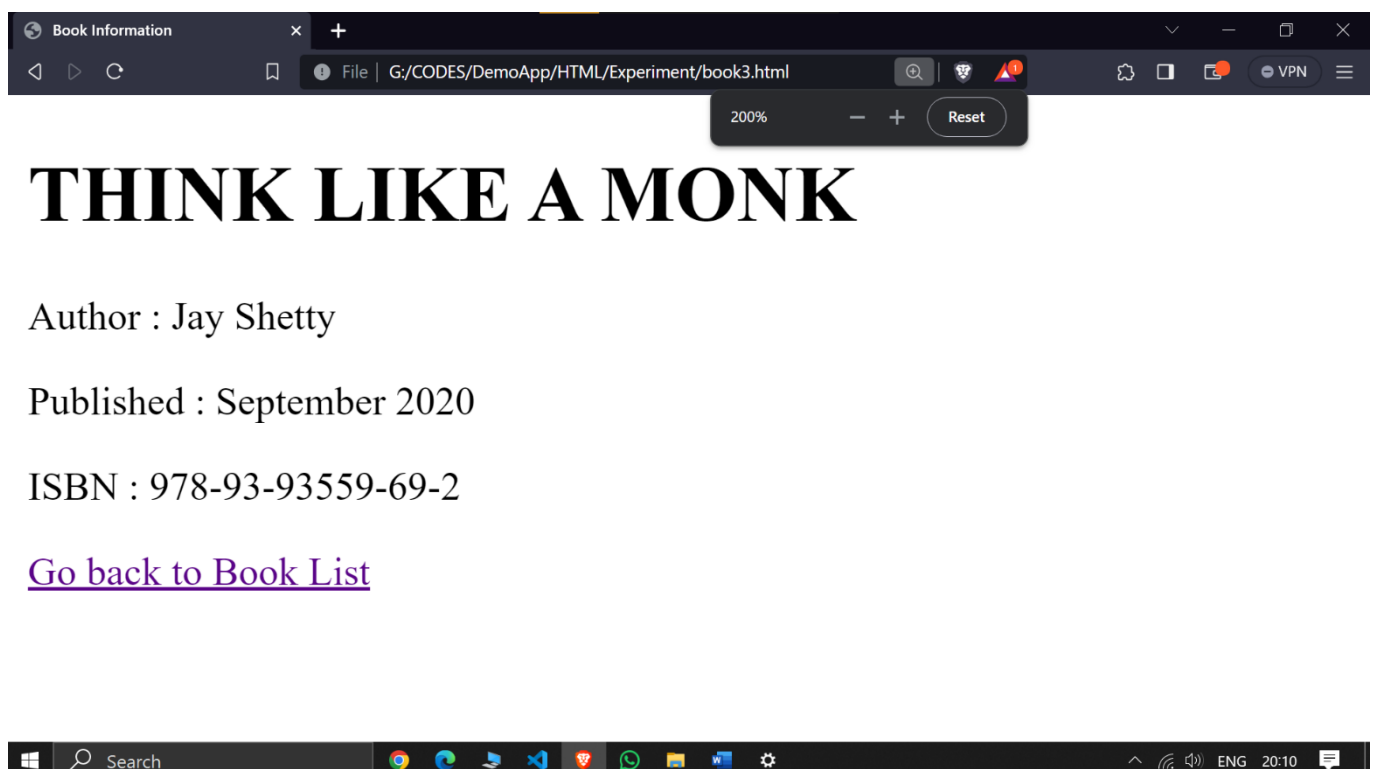 Book Information
File | G:/CODES/DemoApp/HTML/Experiment/book3.html
1
VPN
200%
Reset
THINK LIKE A MONK
Author : Jay Shetty
Published : September 2020
ISBN : 978-93-93559-69-2
Go back to Book List
Search
ENG 20:10